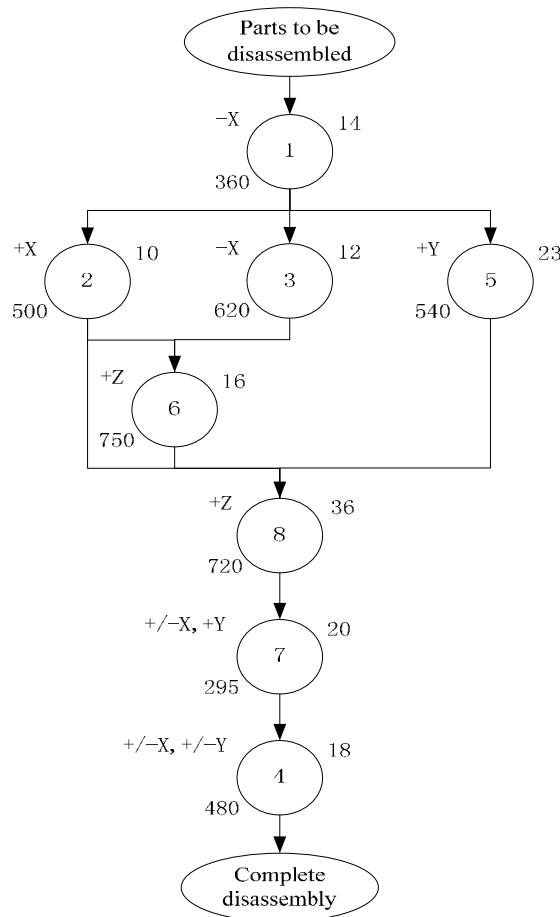 Parts to be
disassembled
−X 14
1
360
+X 10 −X 12 +Y 23
2 3 5
500 620 540
+Z 16
6
750
+Z 36
8
720
+/−X, +Y 20
7
295
+/−X, +/−Y 18
4
480
Complete
disassembly